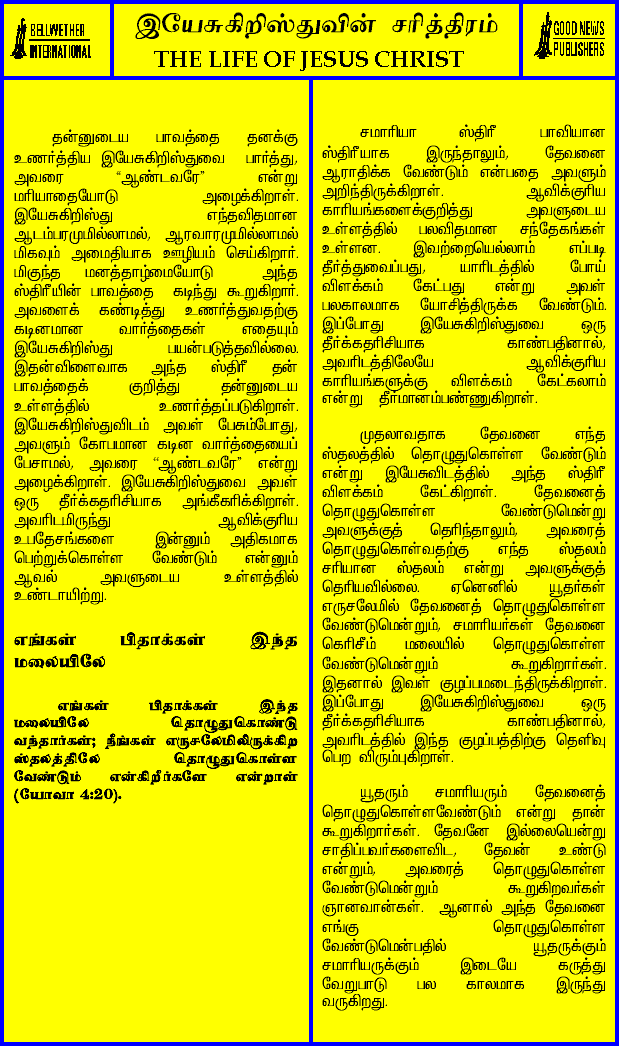 BELLWETHER
INTERNATIONAL
இயேசுகிறிஸ்துவின் சரித்திரம்
THE LIFE OF JESUS CHRIST
GOOD NEWS
PUBLISHERS
தன்னுடைய பாவத்தை தனக்கு
உணர்த்திய இயேசுகிறிஸ்துவை பார்த்து,
அவரை “ஆண்டவரே” என்று
மரியாதையோடு அழைக்கிறாள்.
இயேசுகிறிஸ்து எந்தவிதமான
ஆடம்பரமுமில்லாமல், ஆரவாரமுமில்லாமல்
மிகவும் அமைதியாக ஊழியம் செய்கிறார்.
மிகுந்த மனத்தாழ்மையோடு அந்த
ஸ்திரீயின் பாவத்தை கடிந்து கூறுகிறார்.
அவளைக் கண்டித்து உணர்த்துவதற்கு
கடினமான வார்த்தைகள் எதையும்
இயேசுகிறிஸ்து பயன்படுத்தவில்லை.
இதன்விளைவாக அந்த ஸ்திரீ தன்
பாவத்தைக் குறித்து தன்னுடைய
உள்ளத்தில் உணர்த்தப்படுகிறாள்.
இயேசுகிறிஸ்துவிடம் அவள் பேசும்போது,
அவளும் கோபமான கடின வார்த்தையைப்
பேசாமல், அவரை “ஆண்டவரே” என்று
அழைக்கிறாள். இயேசுகிறிஸ்துவை அவள்
ஒரு தீர்க்கதரிசியாக அங்கீகரிக்கிறாள்.
அவரிடமிருந்து ஆவிக்குரிய
உபதேசங்களை இன்னும் அதிகமாக
பெற்றுக்கொள்ள வேண்டும் என்னும்
ஆவல் அவளுடைய உள்ளத்தில்
உண்டாயிற்று.
எங்கள் பிதாக்கள் இந்த
மலையிலே
எங்கள் பிதாக்கள் இந்த
மலையிலே தொழுதுகொண்டு
வந்தார்கள்; நீங்கள் எருசலேமிலிருக்கிற
ஸ்தலத்திலே தொழுதுகொள்ள
வேண்டும் என்கிறீர்களே என்றாள்
(யோவா 4:20).
சமாரியா ஸ்திரீ பாவியான
ஸ்திரீயாக இருந்தாலும், தேவனை
ஆராதிக்க வேண்டும் என்பதை அவளும்
அறிந்திருக்கிறாள். ஆவிக்குரிய
காரியங்களைக்குறித்து அவளுடைய
உள்ளத்தில் பலவிதமான சந்தேகங்கள்
உள்ளன. இவற்றையெல்லாம் எப்படி
தீர்த்துவைப்பது, யாரிடத்தில் போய்
விளக்கம் கேட்பது என்று அவள்
பலகாலமாக யோசித்திருக்க வேண்டும்.
இப்போது இயேசுகிறிஸ்துவை ஒரு
தீர்க்கதரிசியாக காண்பதினால்,
அவரிடத்திலேயே ஆவிக்குரிய
காரியங்களுக்கு விளக்கம் கேட்கலாம்
என்று தீர்மானம்பண்ணுகிறாள்.
முதலாவதாக தேவனை எந்த
ஸ்தலத்தில் தொழுதுகொள்ள வேண்டும்
என்று இயேசுவிடத்தில் அந்த ஸ்திரீ
விளக்கம் கேட்கிறாள். தேவனைத்
தொழுதுகொள்ள வேண்டுமென்று
அவளுக்குத் தெரிந்தாலும், அவரைத்
தொழுதுகொள்வதற்கு எந்த ஸ்தலம்
சரியான ஸ்தலம் என்று அவளுக்குத்
தெரியவில்லை. ஏனெனில் யூதர்கள்
எருசலேமில் தேவனைத் தொழுதுகொள்ள
வேண்டுமென்றும், சமாரியர்கள் தேவனை
கெரிசீம் மலையில் தொழுதுகொள்ள
வேண்டுமென்றும் கூறுகிறார்கள்.
இதனால் இவள் குழப்பமடைந்திருக்கிறாள்.
இப்போது இயேசுகிறிஸ்துவை ஒரு
தீர்க்கதரிசியாக காண்பதினால்,
அவரிடத்தில் இந்த குழப்பத்திற்கு தெளிவு
பெற விரும்புகிறாள்.
யூதரும் சமாரியரும் தேவனைத்
தொழுதுகொள்ளவேண்டும் என்று தான்
கூறுகிறார்கள். தேவனே இல்லையென்று
சாதிப்பவர்களைவிட, தேவன் உண்டு
என்றும், அவரைத் தொழுதுகொள்ள
வேண்டுமென்றும் கூறுகிறவர்கள்
ஞானவான்கள். ஆனால் அந்த தேவனை
எங்கு தொழுதுகொள்ள
வேண்டுமென்பதில் யூதருக்கும்
சமாரியருக்கும் இடையே கருத்து
வேறுபாடு பல காலமாக இருந்து
வருகிறது.